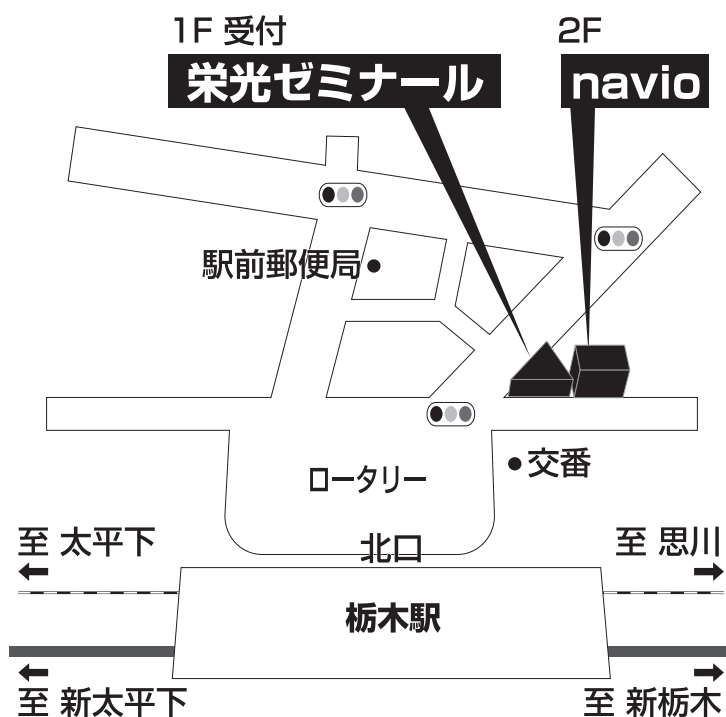 1F 受付
2F
栄光ゼミナール
navio
駅前郵便局
交番
ロータリー
至 太平下
北口
至 思川
栃木駅
至 新太平下
至 新栃木